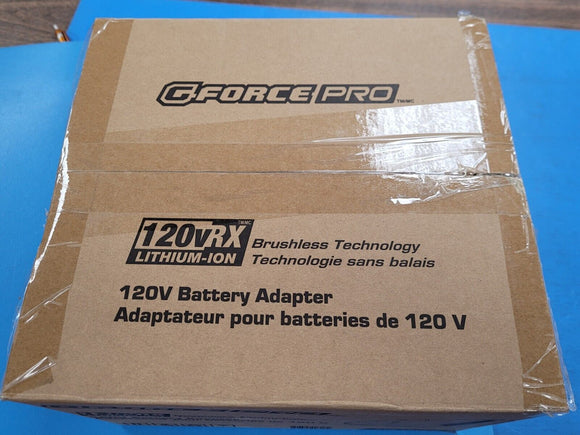 G-FORCE PRO TM/MC
120VRX TM/MC
LITHIUM-ION
Brushless Technology
Technologie sans balais
120V Battery Adapter
Adaptateur pour batteries de 120 V